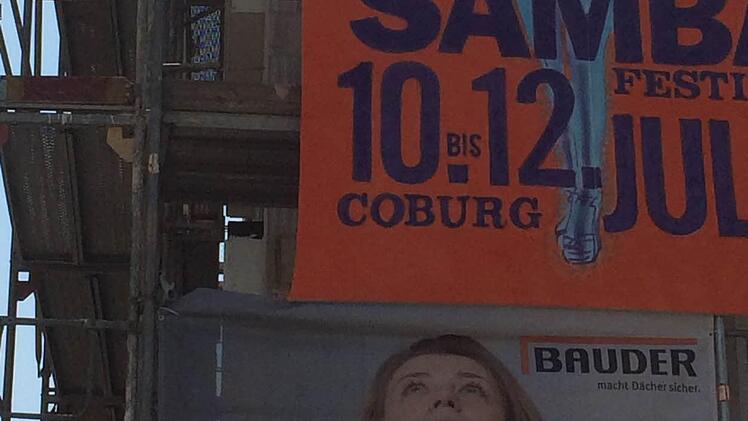 SAMBA
FESTI
10. BIS 12. JUL
COBURG
BAUDER
macht Dächer sicher.